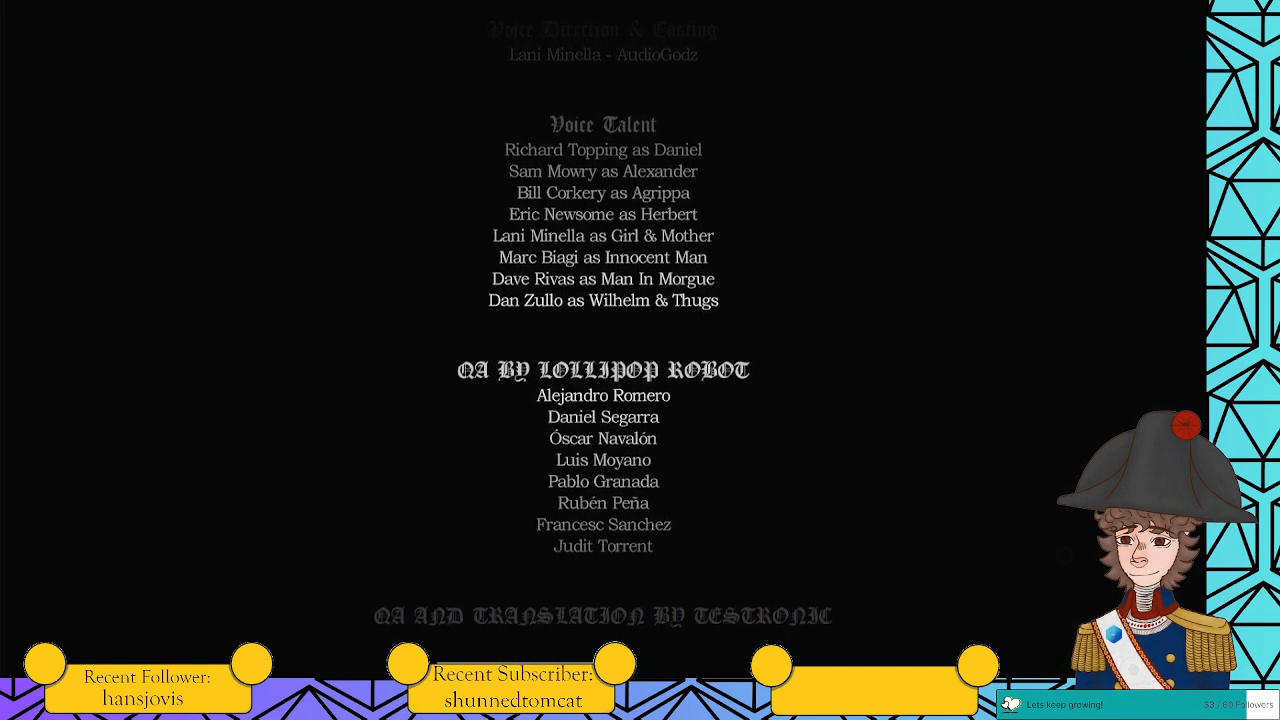 Voice Direction & Casting
Lani Minella - AudioGodz
Voice Talent
Richard Topping as Daniel
Sam Mowry as Alexander
Bill Corkery as Agrippa
Eric Newsome as Herbert
Lani Minella as Girl & Mother
Marc Biagi as Innocent Man
Dave Rivas as Man In Morgue
Dan Zullo as Wilhelm & Thugs
QA BY LOLLIPOP ROBOT
Alejandro Romero
Daniel Segarra
Óscar Navalón
Luis Moyano
Pablo Granada
Rubén Peña
Francesc Sanchez
Judit Torrent
QA AND TRANSLATION BY TESTRONIC
Recent Follower:
hansjovis
Recent Subscriber:
shunnedtomcat
Lets keep growing!
53 / 60 Followers